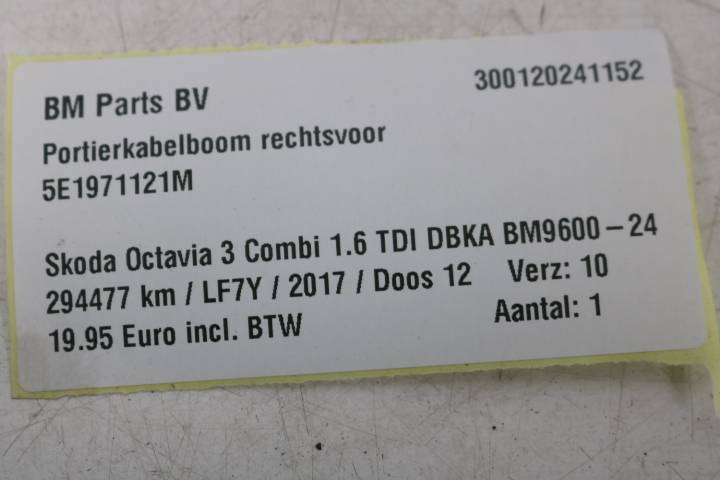 BM Parts BV 300120241152
Portierkabelboom rechtsvoor
5E1971121M
Skoda Octavia 3 Combi 1.6 TDI DBKA BM9600-24
294477 km / LF7Y / 2017 / Doos 12 Verz: 10
19.95 Euro incl. BTW Aantal: 1